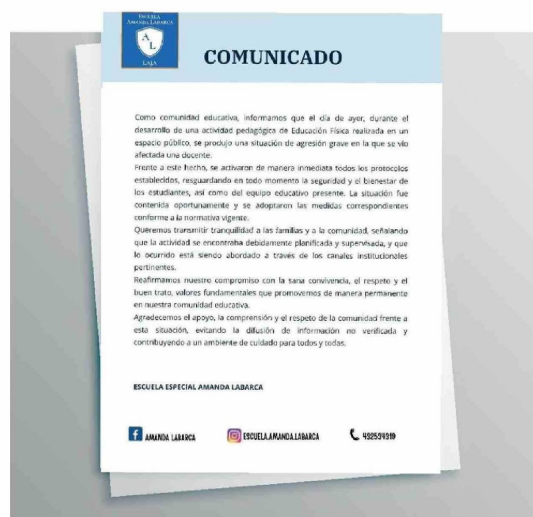 ESCUELA
AMANDA LABARCA
A
L
LAJA
COMUNICADO
Como comunidad educativa, informamos que el día de ayer, durante el
desarrollo de una actividad pedagógica de Educación Física realizada en un
espacio público, se produjo una situación de agresión grave en la que se vio
afectada una docente.
Frente a este hecho, se activaron de manera inmediata todos los protocolos
establecidos, resguardando en todo momento la seguridad y el bienestar de
los estudiantes, así como del equipo educativo presente. La situación fue
contenida oportunamente y se adoptaron las medidas correspondientes
conforme a la normativa vigente.
Queremos transmitir tranquilidad a las familias y a la comunidad, señalando
que la actividad se encontraba debidamente planificada y supervisada, y que
lo ocurrido está siendo abordado a través de los canales institucionales
pertinentes.
Reafirmamos nuestro compromiso con la sana convivencia, el respeto y el
buen trato, valores fundamentales que promovemos de manera permanente
en nuestra comunidad educativa.
Agradecemos el apoyo, la comprensión y el respeto de la comunidad frente a
esta situación, evitando la difusión de información no verificada y
contribuyendo a un ambiente de cuidado para todos y todas.
ESCUELA ESPECIAL AMANDA LABARCA
AMANDA LABARCA
ESCUELA.AMANDA.LABARCA
432534319